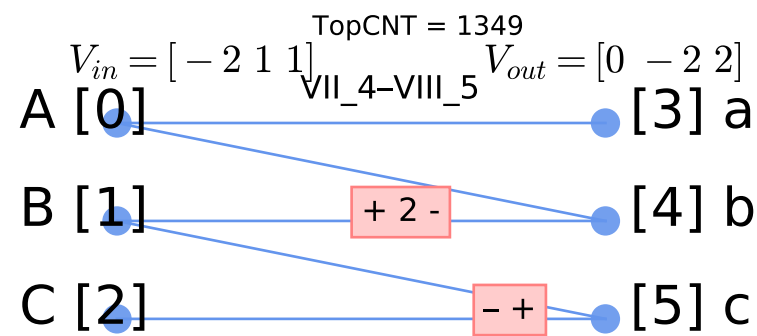 TopCNT = 1349
V_in = [ − 2 1 1] V_out = [0 − 2 2]
VII_4–VIII_5
A [0] [3] a
B [1] + 2 - [4] b
C [2] – + [5] c